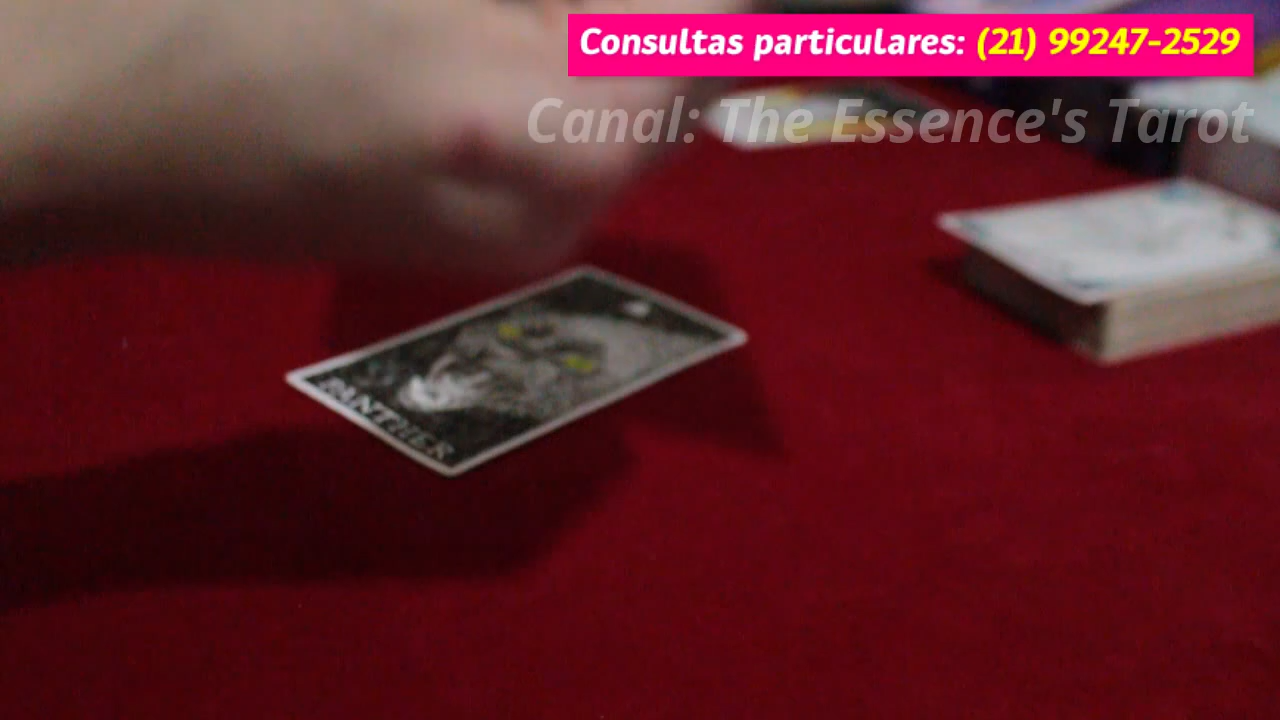 Consultas particulares: (21) 99247-2529
Canal: The Essence's Tarot
PANTHER